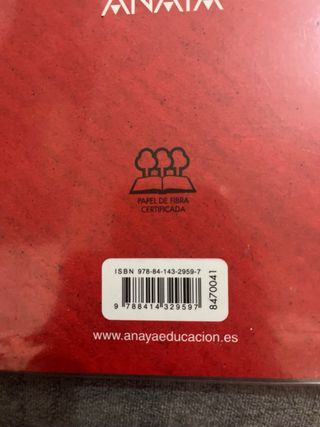 ANAYA
PAPEL DE FIBRA
CERTIFICADA
ISBN 978-84-143-2959-7
9 788414 329597
8470041
www.anayaeducacion.es